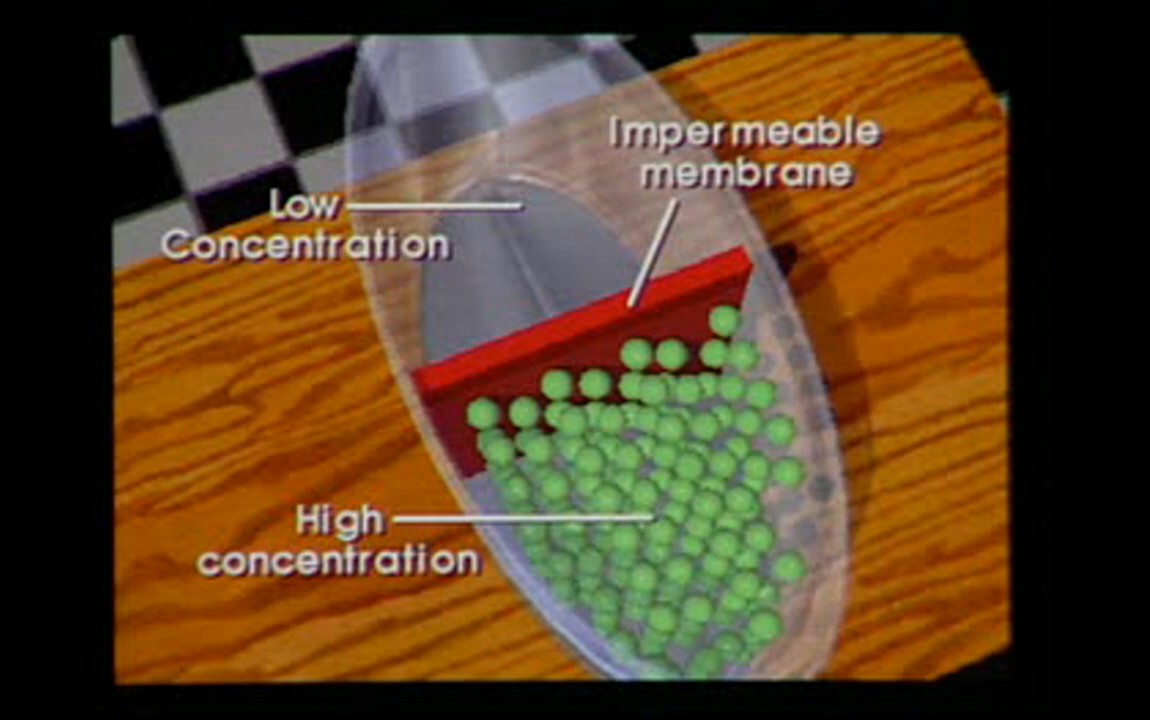 Impermeable
membrane
Low
Concentration
High
concentration